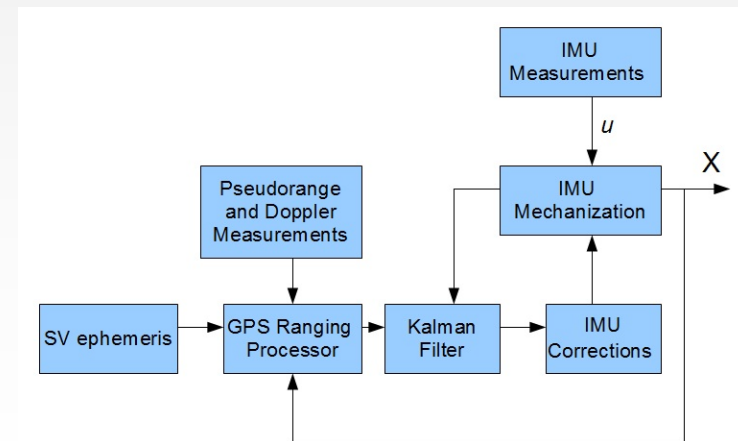 IMU
Measurements
u
X
IMU
Mechanization
Pseudorange
and Doppler
Measurements
SV ephemeris
GPS Ranging
Processor
Kalman
Filter
IMU
Corrections